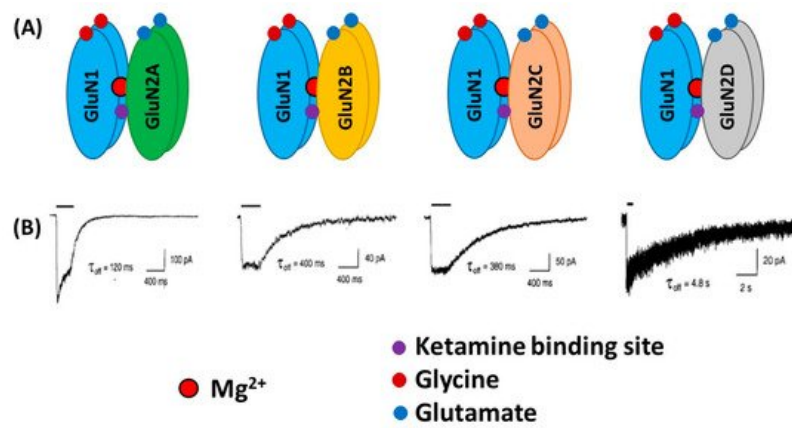 (A)
GluN1 GluN2A GluN1 GluN2B GluN1 GluN2C GluN1 GluN2D
(B)
τoff = 120 ms 100 pA 400 ms
τoff = 400 ms 40 pA 400 ms
τoff = 380 ms 50 pA 400 ms
τoff = 4.8 s 20 pA 2 s
Mg²⁺
Ketamine binding site
Glycine
Glutamate